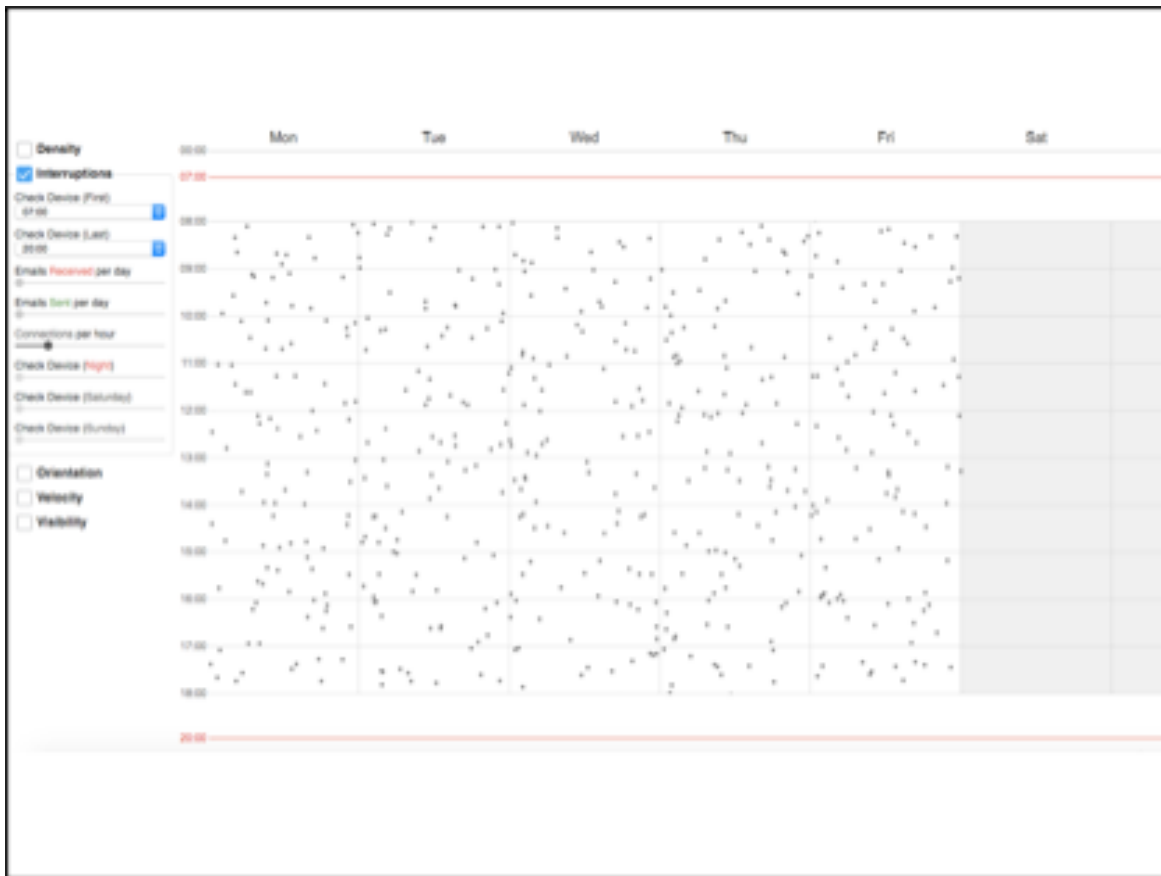 Mon Tue Wed Thu Fri Sat
Density
00:00
Interruptions
07:00
Check Device (First)
07:00
08:00
Check Device (Last)
20:00
Emails Received per day
09:00
Emails Sent per day
10:00
Connections per hour
11:00
Check Device (Night)
Check Device (Saturday)
12:00
Check Device (Sunday)
13:00
Orientation
Velocity
14:00
Visibility
15:00
16:00
17:00
18:00
20:00